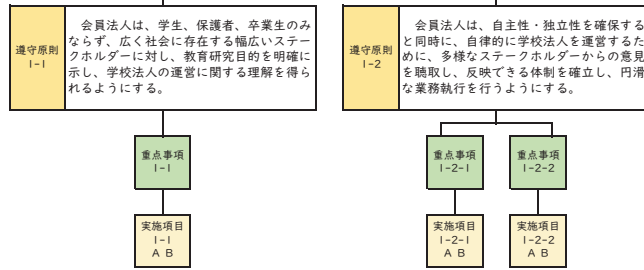 遵守原則
1-1
会員法人は、学生、保護者、卒業生のみ
ならず、広く社会に存在する幅広いステー
クホルダーに対し、教育研究目的を明確に
示し、学校法人の運営に関する理解を得ら
れるようにする。
重点事項
1-1
実施項目
1-1
A B
遵守原則
1-2
会員法人は、自主性・独立性を確保する
と同時に、自律的に学校法人を運営するた
めに、多様なステークホルダーからの意見
を聴取し、反映できる体制を確立し、円滑
な業務執行を行うようにする。
重点事項
1-2-1
重点事項
1-2-2
実施項目
1-2-1
A B
実施項目
1-2-2
A B